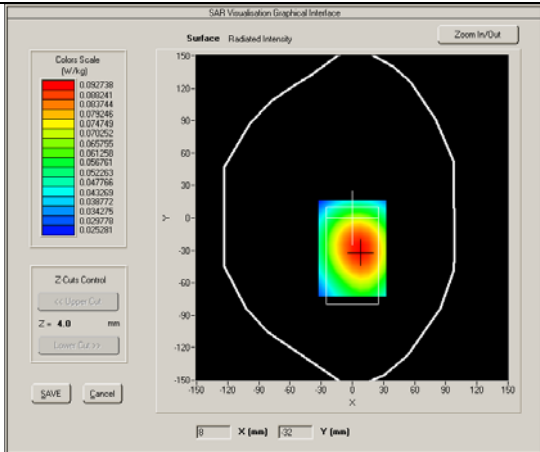 SAR Visualisation Graphical Interface
Surface Radiated Intensity
Zoom In/Out
Colors Scale
(W/kg)
0.092738
0.088241
0.083744
0.079246
0.074749
0.070252
0.065755
0.061258
0.056761
0.052263
0.047766
0.043269
0.038772
0.034275
0.029778
0.025281
150
120
90
60
30
0
-30
-60
-90
-120
-150
Y
-150 -120 -90 -60 -30 0 30 60 90 120 150
X
Z-Cuts Control
<< Upper Cut
Z = 4.0 mm
Lower Cut >>
SAVE Cancel
8 X (mm) -32 Y (mm)